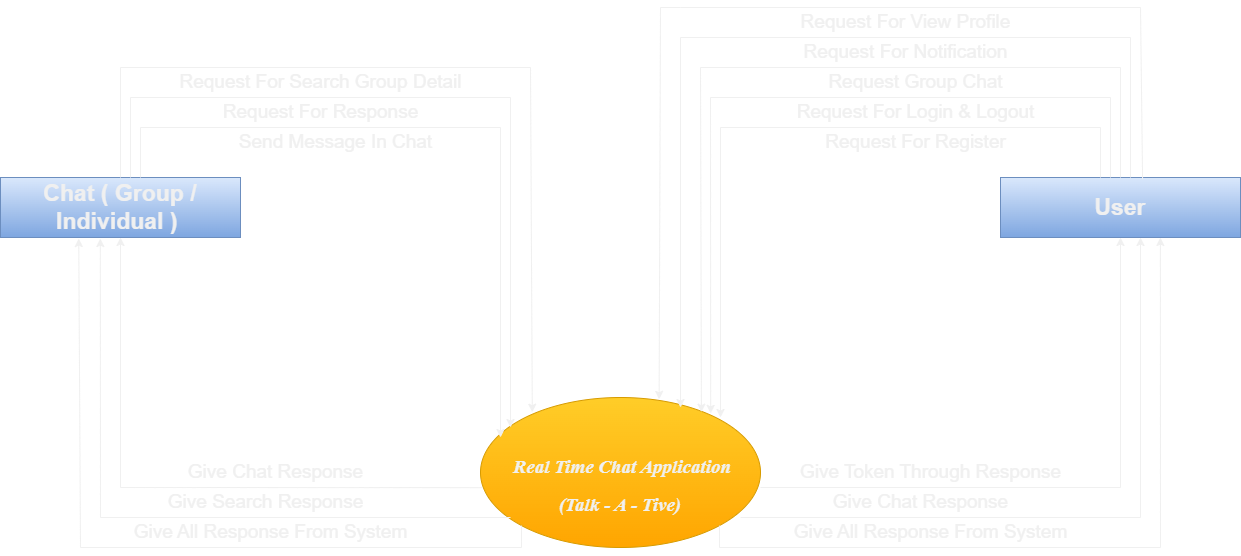 Request For View Profile
Request For Notification
Request For Search Group Detail
Request Group Chat
Request For Response
Request For Login & Logout
Send Message In Chat
Request For Register
Chat ( Group /
Individual )
User
Real Time Chat Application
(Talk - A - Tive)
Give Chat Response
Give Token Through Response
Give Search Response
Give Chat Response
Give All Response From System
Give All Response From System